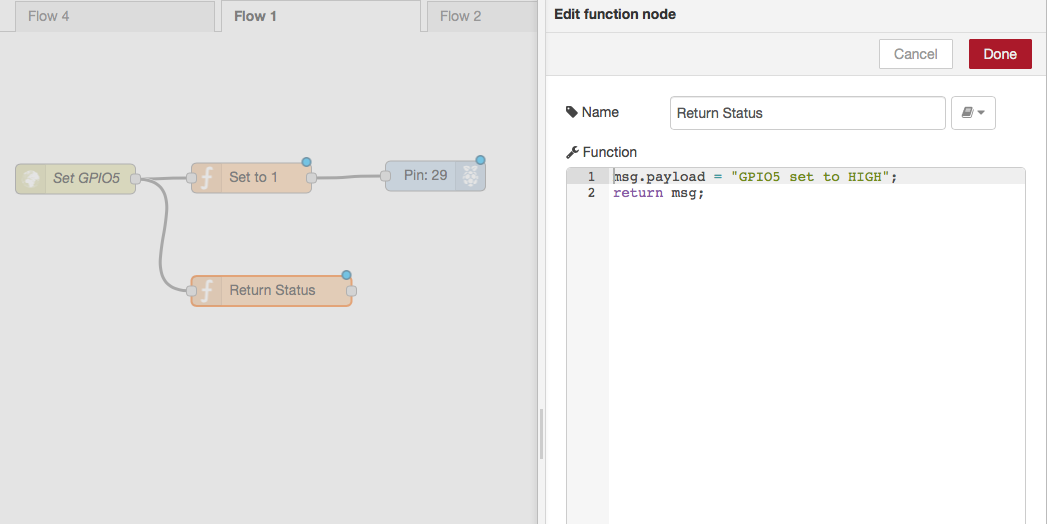 Flow 4
Flow 1
Flow 2
Set GPIO5
Set to 1
Pin: 29
Return Status
Edit function node
Cancel
Done
Name
Return Status
Function
1 msg.payload = "GPIO5 set to HIGH";
2 return msg;